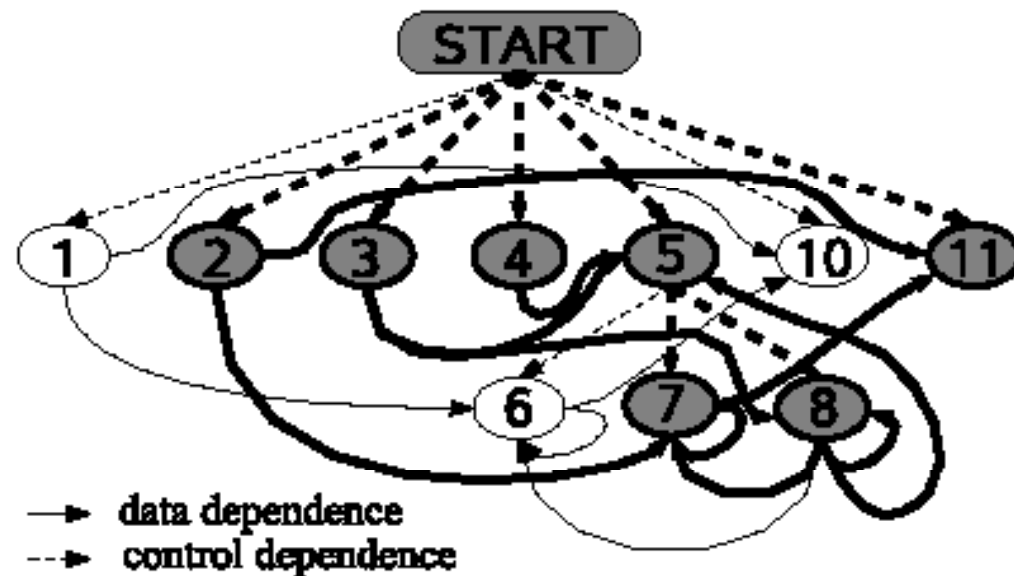 START
1 2 3 4 5 10 11
6 7 8
data dependence
control dependence